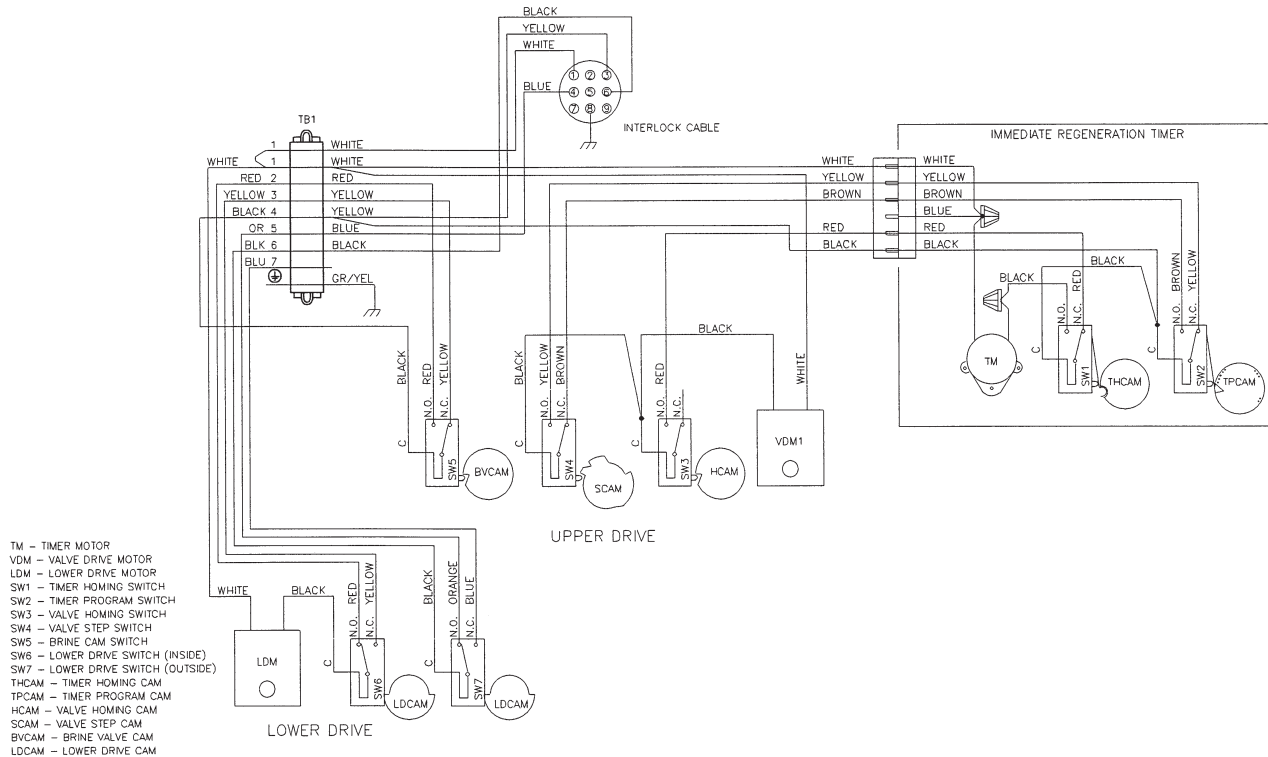 BLACK
YELLOW
WHITE
BLUE
1 2 3
4 5 6
7 8 9
INTERLOCK CABLE
TB1
1 WHITE
WHITE 1 WHITE
RED 2 RED
YELLOW 3 YELLOW
BLACK 4 YELLOW
OR 5 BLUE
BLK 6 BLACK
BLU 7
GR/YEL
IMMEDIATE REGENERATION TIMER
WHITE WHITE
YELLOW YELLOW
BROWN BROWN
BLUE
RED RED
BLACK BLACK
BLACK
BLACK
RED
BROWN
YELLOW
N.O.
N.C.
N.O.
N.C.
C
C
TM
SW1
THCAM
SW2
TPCAM
BLACK
BLACK
RED
YELLOW
BLACK
YELLOW
BROWN
RED
WHITE
N.O.
N.C.
N.O.
N.C.
N.O.
N.C.
C
C
C
SW5
BVCAM
SW4
SCAM
SW3
HCAM
VDM1
UPPER DRIVE
WHITE
BLACK
RED
YELLOW
BLACK
ORANGE
BLUE
N.O.
N.C.
N.O.
N.C.
C
C
LDM
SW6
LDCAM
SW7
LDCAM
LOWER DRIVE
TM – TIMER MOTOR
VDM – VALVE DRIVE MOTOR
LDM – LOWER DRIVE MOTOR
SW1 – TIMER HOMING SWITCH
SW2 – TIMER PROGRAM SWITCH
SW3 – VALVE HOMING SWITCH
SW4 – VALVE STEP SWITCH
SW5 – BRINE CAM SWITCH
SW6 – LOWER DRIVE SWITCH (INSIDE)
SW7 – LOWER DRIVE SWITCH (OUTSIDE)
THCAM – TIMER HOMING CAM
TPCAM – TIMER PROGRAM CAM
HCAM – VALVE HOMING CAM
SCAM – VALVE STEP CAM
BVCAM – BRINE VALVE CAM
LDCAM – LOWER DRIVE CAM